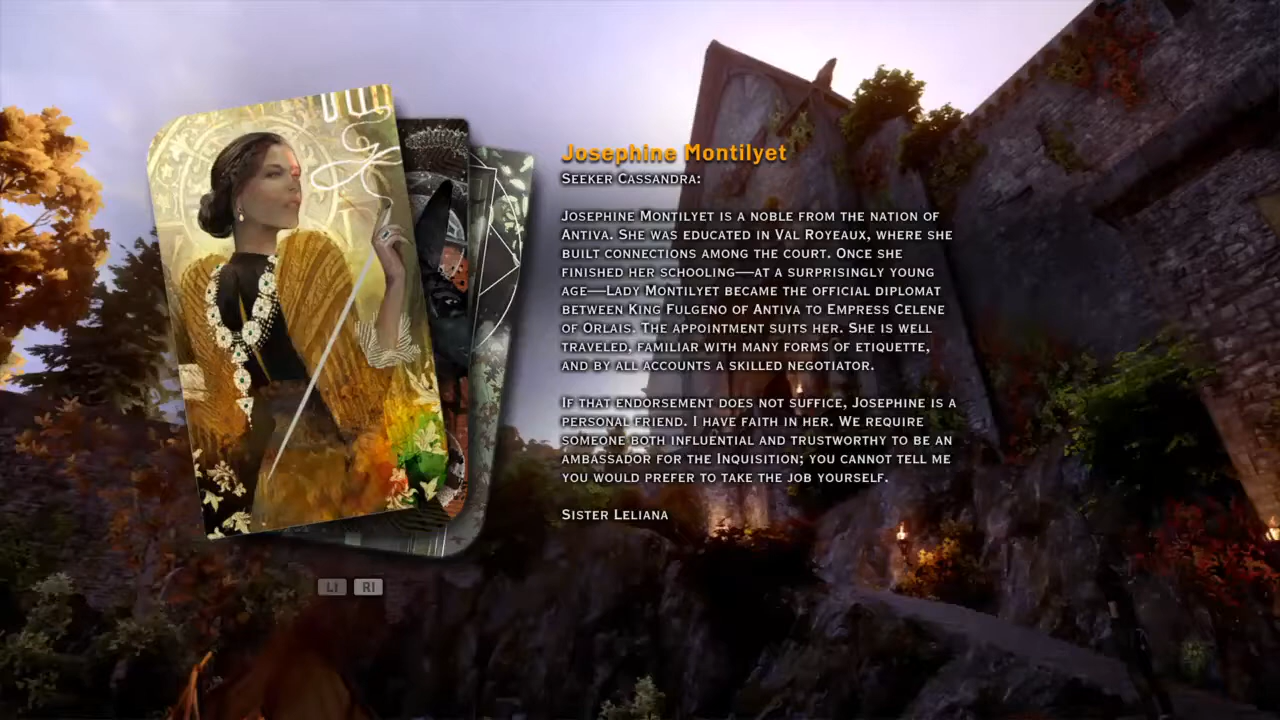 Josephine Montilyet
Seeker Cassandra:
Josephine Montilyet is a noble from the nation of
Antiva. She was educated in Val Royeaux, where she
built connections among the court. Once she
finished her schooling—at a surprisingly young
age—Lady Montilyet became the official diplomat
between King Fulgeno of Antiva to Empress Celene
of Orlais. The appointment suits her. She is well
traveled, familiar with many forms of etiquette,
and by all accounts a skilled negotiator.
If that endorsement does not suffice, Josephine is a
personal friend. I have faith in her. We require
someone both influential and trustworthy to be an
ambassador for the Inquisition; you cannot tell me
you would prefer to take the job yourself.
Sister Leliana
L1 R1